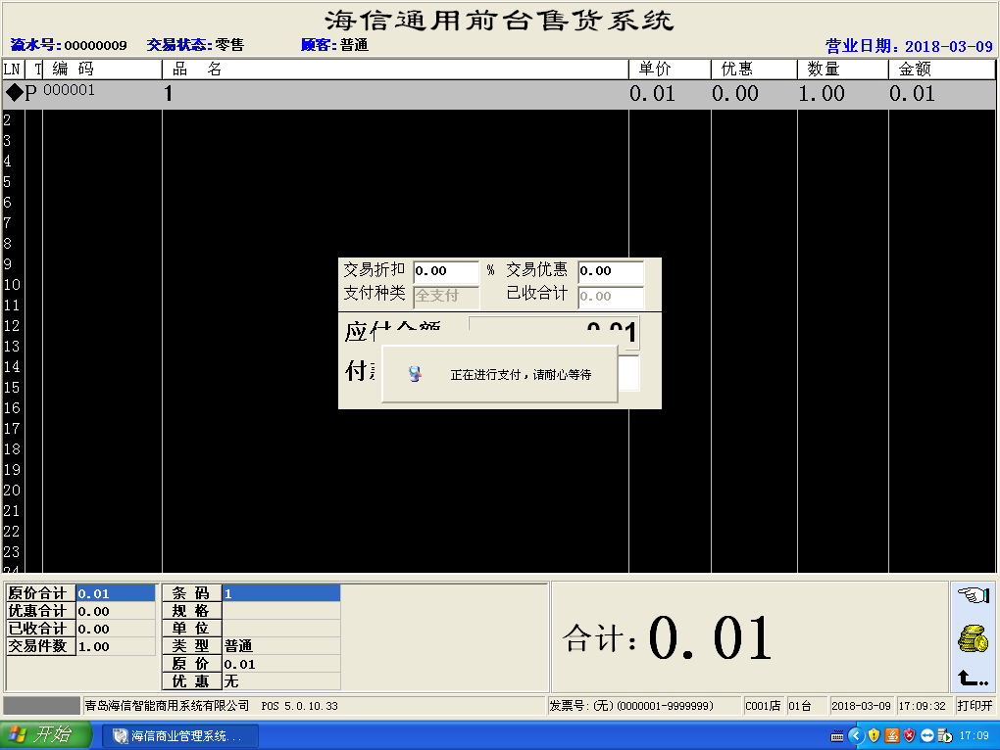 海信通用前台售货系统
流水号:00000009 交易状态:零售 顾客:普通 营业日期: 2018-03-09
LN T 编 码 品 名 单价 优惠 数量 金额
◆P 000001 1 0.01 0.00 1.00 0.01
2
3
4
5
6
7
8
9
10
11
12
13
14
15
16
17
18
19
20
21
22
23
24
交易折扣 0.00 % 交易优惠 0.00
支付种类 全支付 已收合计 0.00
应付金额 0.01
付
正在进行支付，请耐心等待
原价合计 0.01
优惠合计 0.00
已收合计 0.00
交易件数 1.00
条 码 1
规 格
单 位
类 型 普通
原 价 0.01
优 惠 无
合计: 0.01
青岛海信智能商用系统有限公司 POS 5.0.10.33 发票号:(无)(0000001-9999999) C001店 01台 2018-03-09 17:09:32 打印开
开始 海信商业管理系统... 17:09